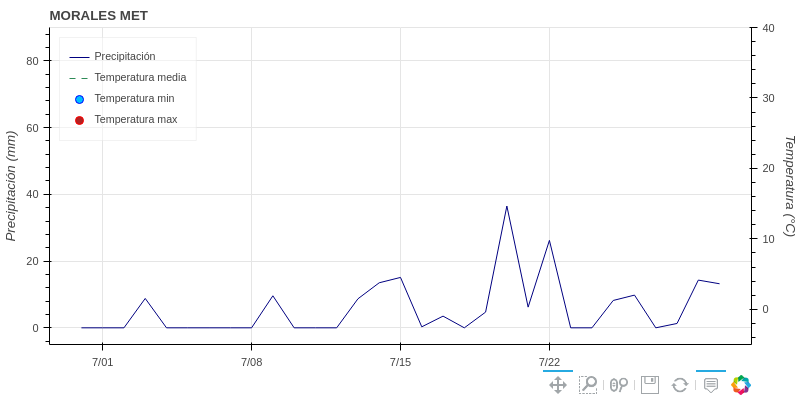 MORALES MET
Precipitación
Temperatura media
Temperatura min
Temperatura max
Precipitación (mm)
80
60
40
20
0
40
30
20
10
0
Temperatura (°C)
7/01
7/08
7/15
7/22